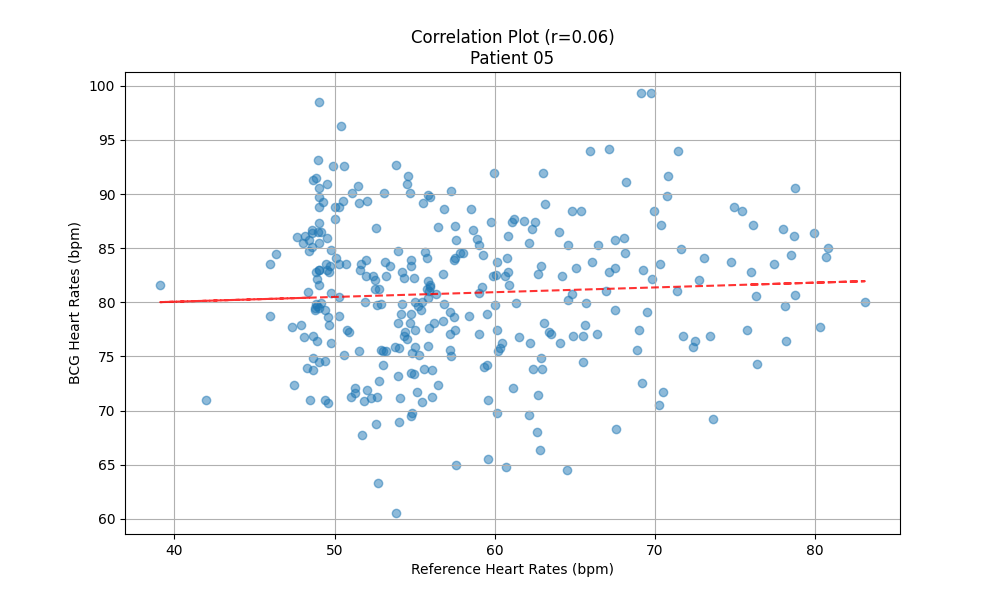 Correlation Plot (r=0.06)
Patient 05
100
95
90
85
80
75
70
65
60
BCG Heart Rates (bpm)
40 50 60 70 80
Reference Heart Rates (bpm)